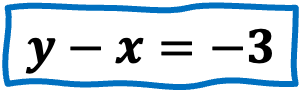 y − x = −3